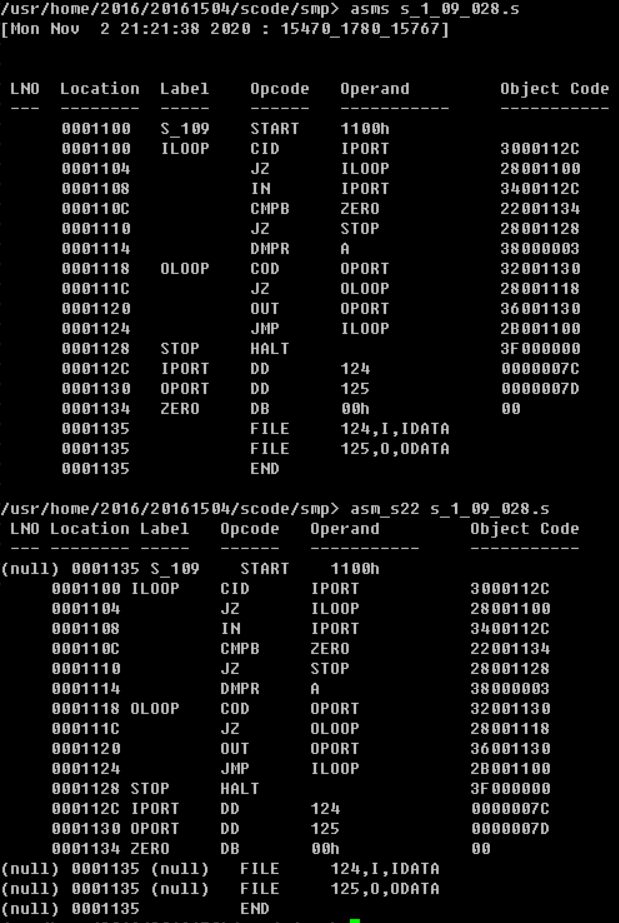 /usr/home/2016/20161504/scode/smp> asms s_1_09_028.s
[Mon Nov  2 21:21:38 2020 : 15470_1780_15767]
LNO  Location  Label    Opcode   Operand                Object Code
---  --------  -----    ------   -----------            -----------
     0001100   S_109    START    1100h
     0001100   ILOOP    CID      IPORT                  3000112C
     0001104            JZ       ILOOP                  28001100
     0001108            IN       IPORT                  3400112C
     000110C            CMPB     ZERO                   22001134
     0001110            JZ       STOP                   28001128
     0001114            DMPR     A                      38000003
     0001118   OLOOP    COD      OPORT                  32001130
     000111C            JZ       OLOOP                  28001118
     0001120            OUT      OPORT                  36001130
     0001124            JMP      ILOOP                  2B001100
     0001128   STOP     HALT                            3F000000
     000112C   IPORT    DD       124                    0000007C
     0001130   OPORT    DD       125                    0000007D
     0001134   ZERO     DB       00h                    00
     0001135            FILE     124,I,IDATA
     0001135            FILE     125,O,ODATA
     0001135            END
/usr/home/2016/20161504/scode/smp> asm_s22 s_1_09_028.s
LNO Location Label   Opcode   Operand         Object Code
--- -------- -----   ------   -----------     -----------
(null) 0001135 S_109    START    1100h
     0001100 ILOOP    CID      IPORT           3000112C
     0001104          JZ       ILOOP           28001100
     0001108          IN       IPORT           3400112C
     000110C          CMPB     ZERO            22001134
     0001110          JZ       STOP            28001128
     0001114          DMPR     A               38000003
     0001118 OLOOP    COD      OPORT           32001130
     000111C          JZ       OLOOP           28001118
     0001120          OUT      OPORT           36001130
     0001124          JMP      ILOOP           2B001100
     0001128 STOP     HALT                     3F000000
     000112C IPORT    DD       124             0000007C
     0001130 OPORT    DD       125             0000007D
     0001134 ZERO     DB       00h             00
(null) 0001135 (null)   FILE     124,I,IDATA
(null) 0001135 (null)   FILE     125,O,ODATA
(null) 0001135          END